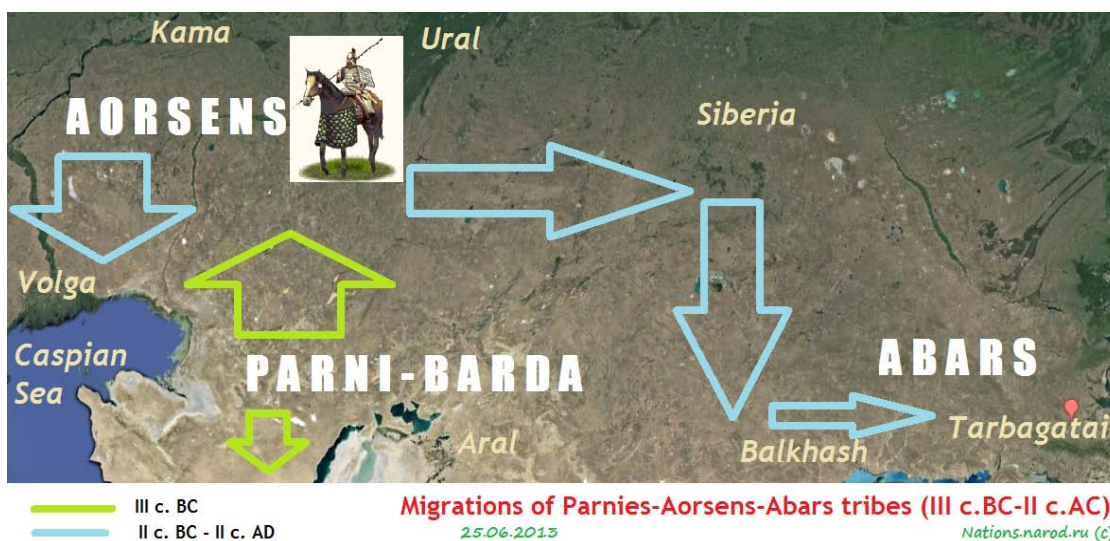 Kama
Ural
AORSENS
Siberia
Volga
Caspian
Sea
PARNI-BARDA
ABARS
Aral
Balkhash
Tarbagatai
III c. BC
II c. BC - II c. AD
Migrations of Parnies-Aorsens-Abars tribes (III c.BC-II c.AC)
25.06.2013
Nations.narod.ru (c)